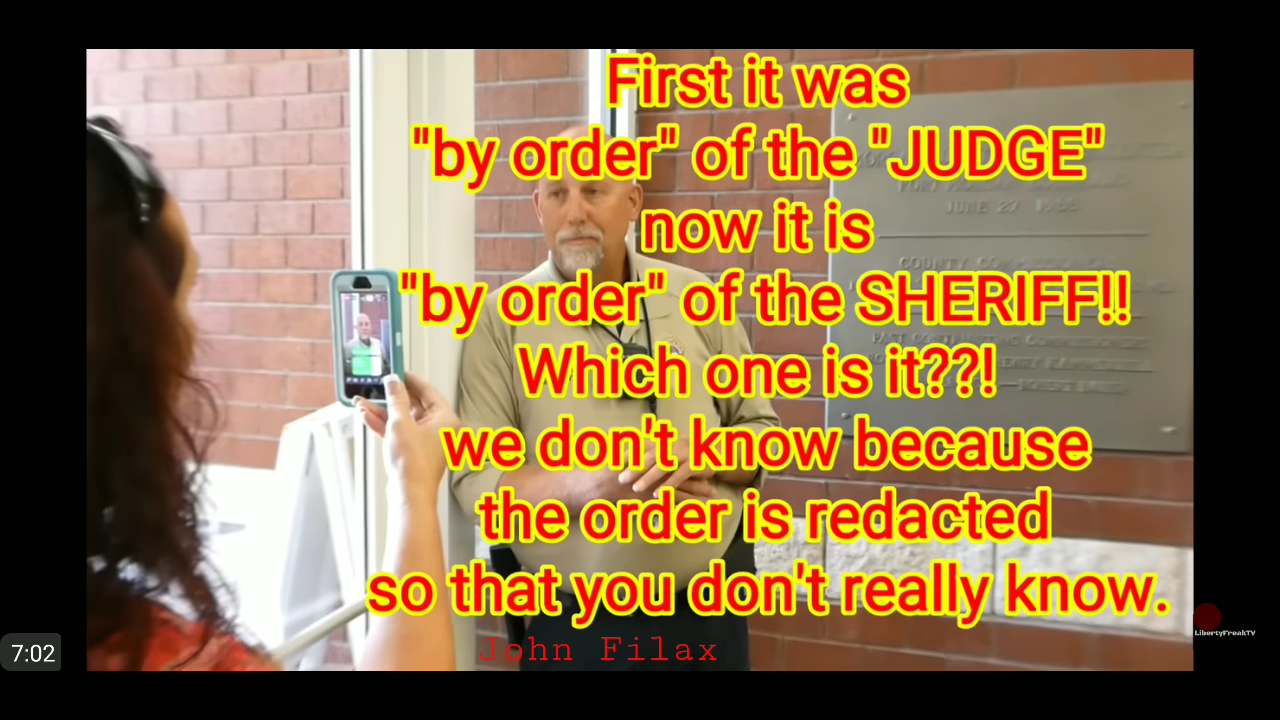 First it was
"by order" of the "JUDGE"
now it is
"by order" of the SHERIFF!!
Which one is it??!
we don't know because
the order is redacted
so that you don't really know.
John Filax
7:02
LibertyFreakTV
JUNE 27
COUNTY